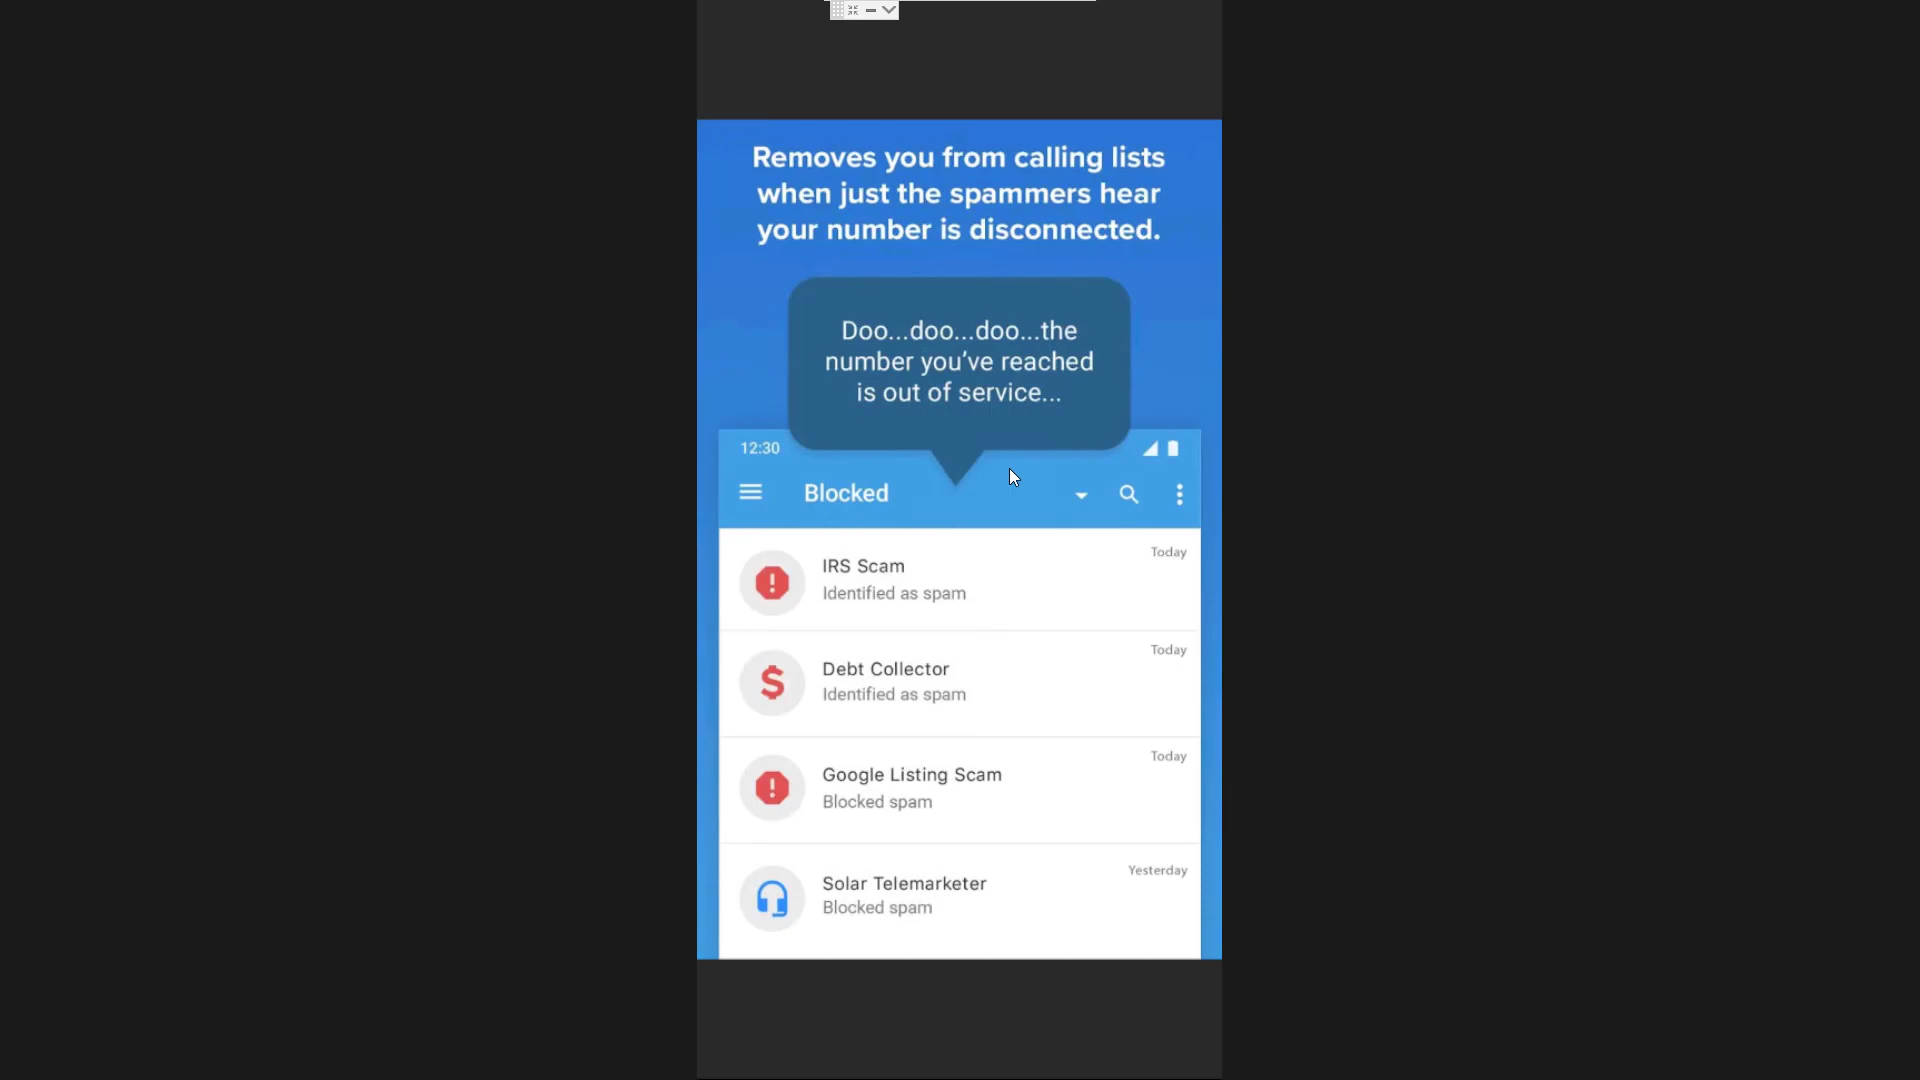 Removes you from calling lists
when just the spammers hear
your number is disconnected.
Doo...doo...doo...the
number you've reached
is out of service...
12:30
Blocked
IRS Scam
Today
Identified as spam
Debt Collector
Today
Identified as spam
Google Listing Scam
Today
Blocked spam
Solar Telemarketer
Yesterday
Blocked spam